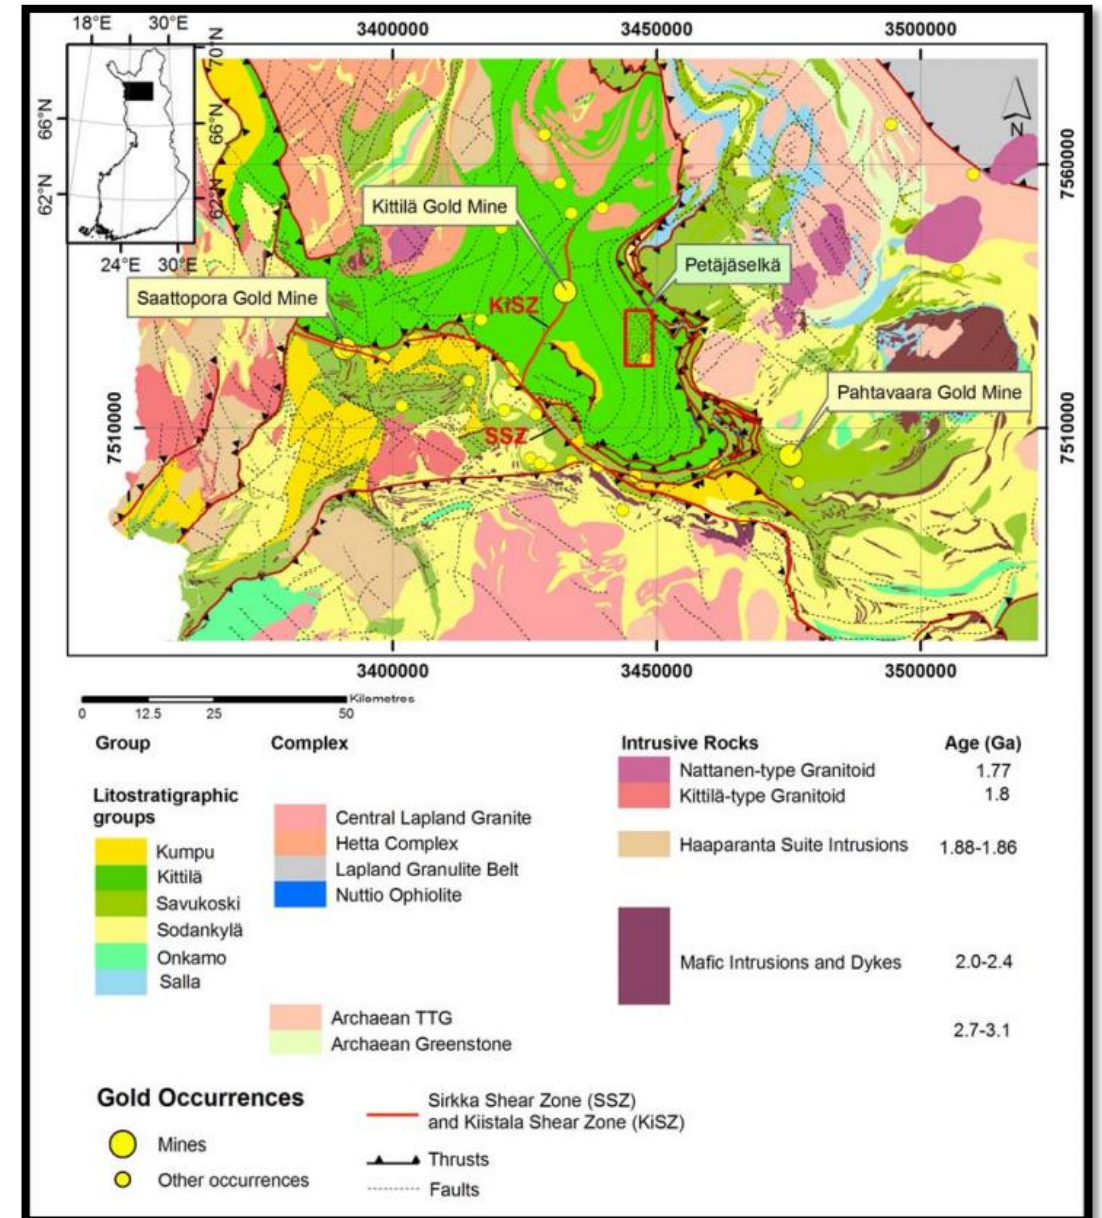 18°E 30°E
3400000 3450000 3500000
70°N
66°N
66°N
62°N
62°N
24°E 30°E
N
7560000
7510000
7510000
Kittilä Gold Mine
Petäjäselkä
Saattopora Gold Mine
KiSZ
Pahtavaara Gold Mine
SSZ
3400000 3450000 3500000
Kilometres
0 12.5 25 50
Group
Litostratigraphic
groups
Kumpu
Kittilä
Savukoski
Sodankylä
Onkamo
Salla
Complex
Central Lapland Granite
Hetta Complex
Lapland Granulite Belt
Nuttio Ophiolite
Archaean TTG
Archaean Greenstone
Intrusive Rocks Age (Ga)
Nattanen-type Granitoid 1.77
Kittilä-type Granitoid 1.8
Haaparanta Suite Intrusions 1.88-1.86
Mafic Intrusions and Dykes 2.0-2.4
2.7-3.1
Gold Occurrences
Mines
Other occurrences
Sirkka Shear Zone (SSZ)
and Kiistala Shear Zone (KiSZ)
Thrusts
Faults